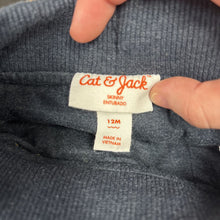 Cat & Jack
SKINNY
ENTUBADO
12M
MADE IN
VIETNAM